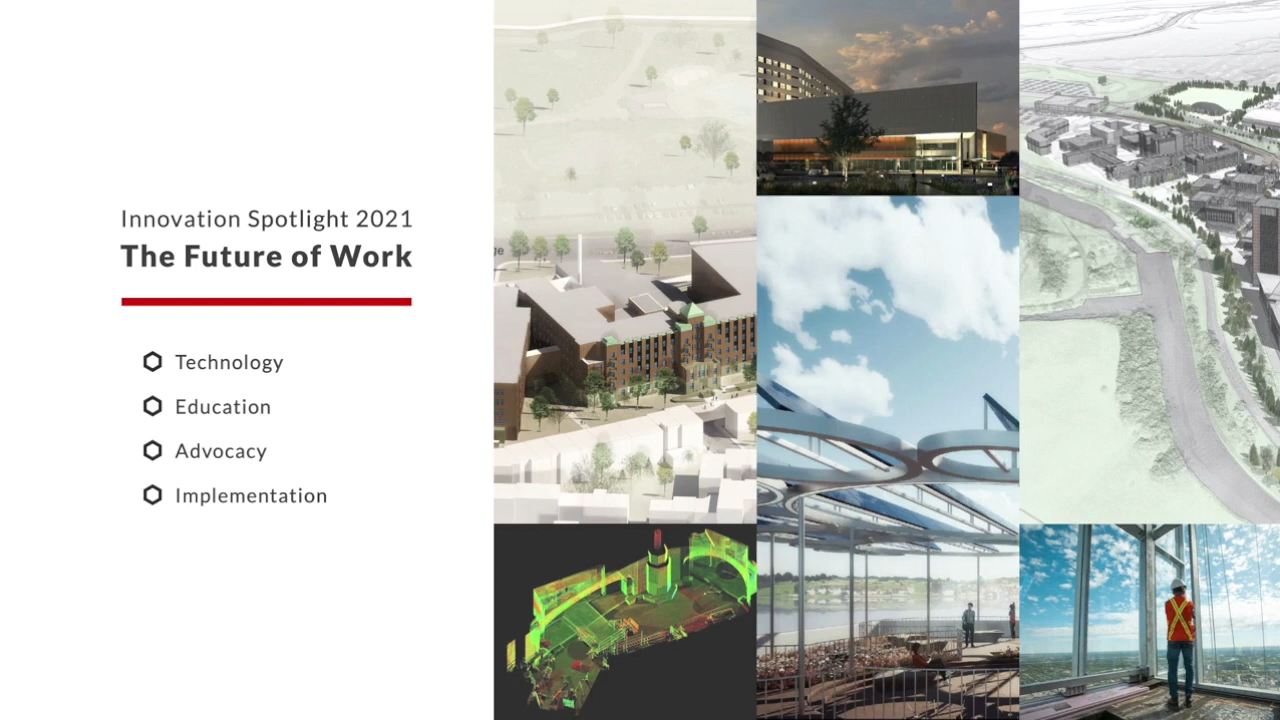 Innovation Spotlight 2021
The Future of Work
Technology
Education
Advocacy
Implementation